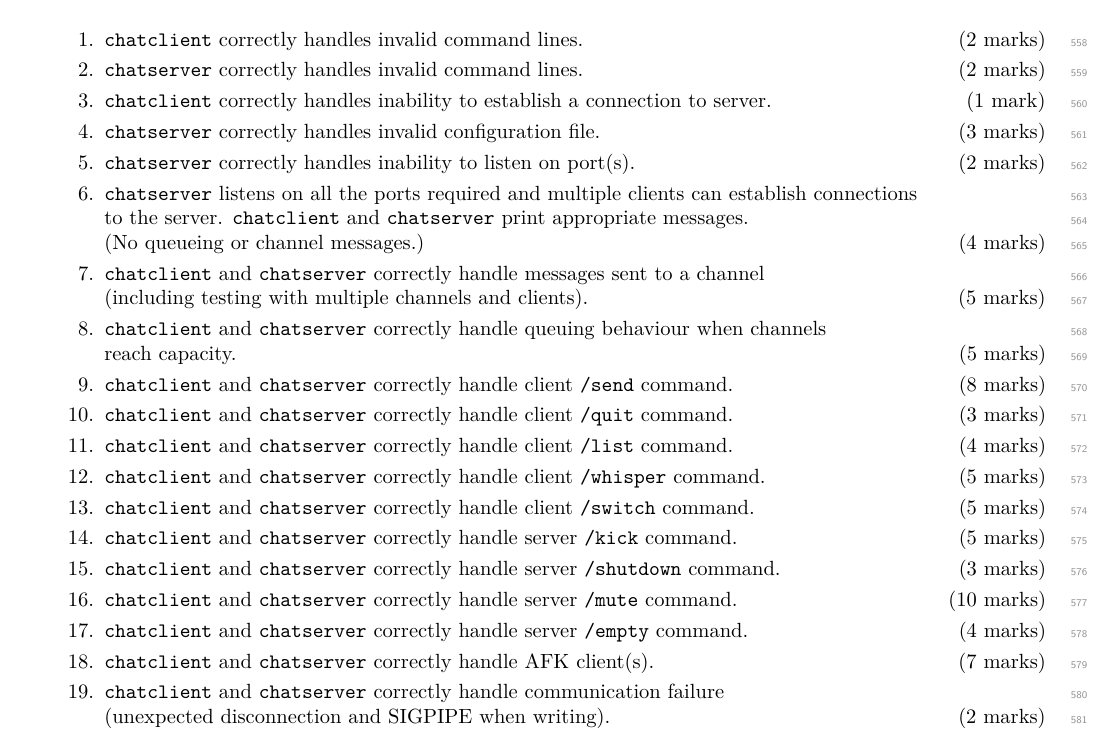 1. chatclient correctly handles invalid command lines. (2 marks) 558
2. chatserver correctly handles invalid command lines. (2 marks) 559
3. chatclient correctly handles inability to establish a connection to server. (1 mark) 560
4. chatserver correctly handles invalid configuration file. (3 marks) 561
5. chatserver correctly handles inability to listen on port(s). (2 marks) 562
6. chatserver listens on all the ports required and multiple clients can establish connections 563
to the server. chatclient and chatserver print appropriate messages. 564
(No queueing or channel messages.) (4 marks) 565
7. chatclient and chatserver correctly handle messages sent to a channel 566
(including testing with multiple channels and clients). (5 marks) 567
8. chatclient and chatserver correctly handle queuing behaviour when channels 568
reach capacity. (5 marks) 569
9. chatclient and chatserver correctly handle client /send command. (8 marks) 570
10. chatclient and chatserver correctly handle client /quit command. (3 marks) 571
11. chatclient and chatserver correctly handle client /list command. (4 marks) 572
12. chatclient and chatserver correctly handle client /whisper command. (5 marks) 573
13. chatclient and chatserver correctly handle client /switch command. (5 marks) 574
14. chatclient and chatserver correctly handle server /kick command. (5 marks) 575
15. chatclient and chatserver correctly handle server /shutdown command. (3 marks) 576
16. chatclient and chatserver correctly handle server /mute command. (10 marks) 577
17. chatclient and chatserver correctly handle server /empty command. (4 marks) 578
18. chatclient and chatserver correctly handle AFK client(s). (7 marks) 579
19. chatclient and chatserver correctly handle communication failure 580
(unexpected disconnection and SIGPIPE when writing). (2 marks) 581